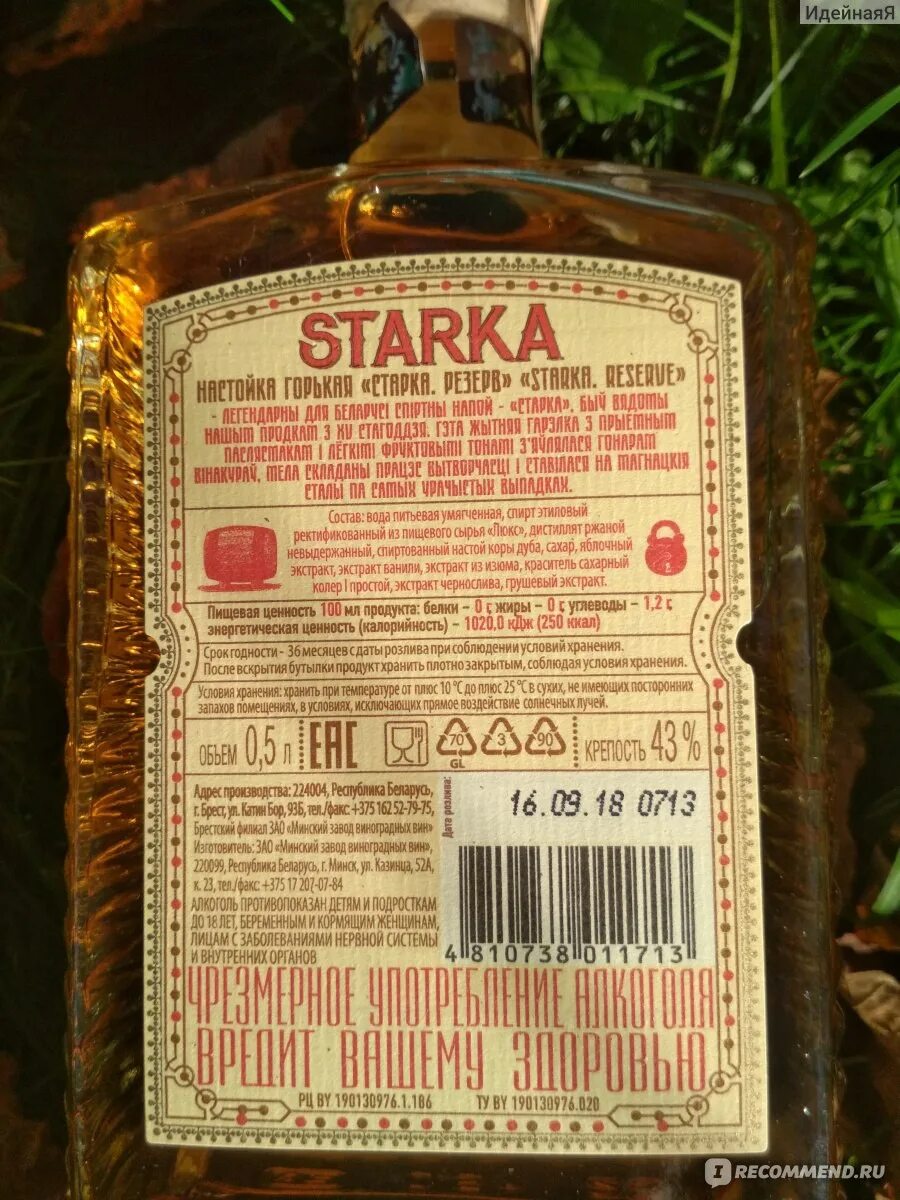 ИдейнаяЯ
STARKA
НАСТОЙКА ГОРЬКАЯ «СТАРКА. РЕЗЕРВ» «STARKA. RESERVE»
- ЛЕГЕНДАРНЫ ДЛЯ БЕЛАРУСІ СПІРТНЫ НАПОЙ - «СТАРКА», БЫЎ ВЯДОМЫ
НАШЫМ ПРОДКАМ З XV СТАГОДДЗЯ. ГЭТА ЖЫТНЯЯ ГАРЭЛКА З ПРЫЕМНЫМ
ПАСЛЯСМАКАМ І ЛЁГКІМІ ФРУКТОВЫМІ ТОНАМІ З'ЯЎЛЯЛАСЯ ГОНАРАМ
ВІНАКУРАЎ, МЕЛА СКЛАДАНЫ ПРАЦЭС ВЫТВОРЧАСЦІ І СТАВІЛАСЯ НА МАГНАЦКІЯ
СТАЛЫ ПА САМЫХ УРАЧЫСТЫХ ВЫПАДКАХ.
Состав: вода питьевая умягченная, спирт этиловый
ректификованный из пищевого сырья «Люкс», дистиллят ржаной
невыдержанный, спиртованный настой коры дуба, сахар, яблочный
экстракт, экстракт ванили, экстракт из изюма, краситель сахарный
колер I простой, экстракт чернослива, грушевый экстракт.
Пищевая ценность 100 мл продукта: белки – 0 г, жиры – 0 г, углеводы – 1,2 г,
энергетическая ценность (калорийность) – 1020,0 кДж (250 ккал)
Срок годности - 36 месяцев с даты розлива при соблюдении условий хранения.
После вскрытия бутылки продукт хранить плотно закрытым, соблюдая условия хранения.
Условия хранения: хранить при температуре от плюс 10 °С до плюс 25 °С в сухих, не имеющих посторонних
запахов помещениях, в условиях, исключающих прямое воздействие солнечных лучей.
ОБЪЕМ 0,5 л EAC 70 GL 3 90 КРЕПОСТЬ 43 %
Адрес производства: 224004, Республика Беларусь,
г. Брест, ул. Катин Бор, 93Б, тел./факс: +375 162 52-79-75,
Брестский филиал ЗАО «Минский завод виноградных вин»
Изготовитель: ЗАО «Минский завод виноградных вин»,
220099, Республика Беларусь, г. Минск, ул. Казинца, 52А,
к. 23, тел./факс: +375 17 207-07-84
АЛКОГОЛЬ ПРОТИВОПОКАЗАН ДЕТЯМ И ПОДРОСТКАМ
ДО 18 ЛЕТ, БЕРЕМЕННЫМ И КОРМЯЩИМ ЖЕНЩИНАМ,
ЛИЦАМ С ЗАБОЛЕВАНИЯМИ НЕРВНОЙ СИСТЕМЫ
И ВНУТРЕННИХ ОРГАНОВ
Дата розлива:
16.09.18 0713
4 810738 011713
ЧРЕЗМЕРНОЕ УПОТРЕБЛЕНИЕ АЛКОГОЛЯ
ВРЕДИТ ВАШЕМУ ЗДОРОВЬЮ
РЦ BY 190130976.1.186 ТУ BY 190130976.020
IRECOMMEND.RU